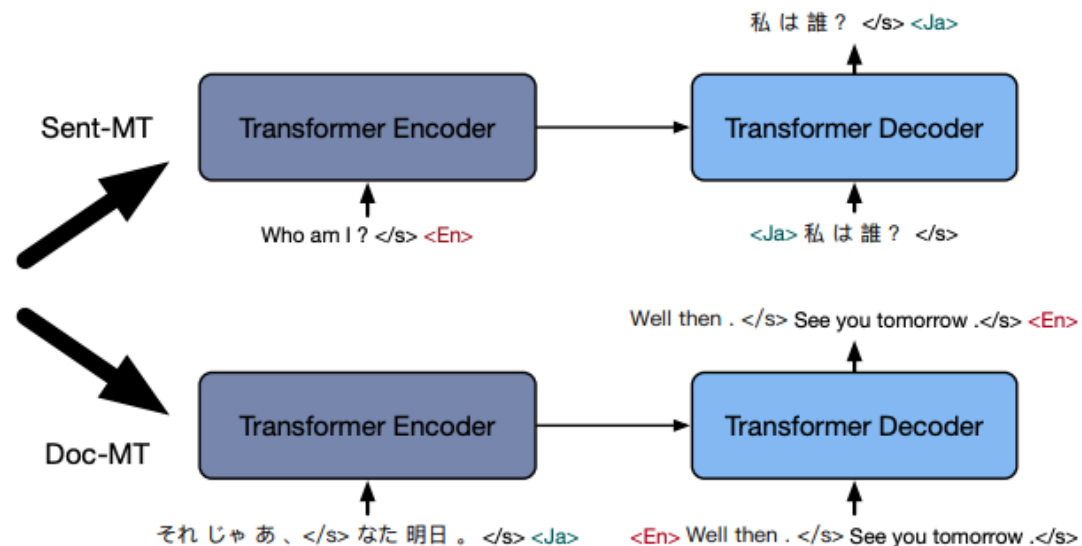 私 は 誰 ? </s> <Ja>
Sent-MT
Transformer Encoder
Transformer Decoder
Who am I ? </s> <En>
<Ja> 私 は 誰 ? </s>
Well then . </s> See you tomorrow .</s> <En>
Transformer Encoder
Transformer Decoder
Doc-MT
それ じゃ あ 、</s> なた 明日 。 </s> <Ja>
<En> Well then . </s> See you tomorrow .</s>